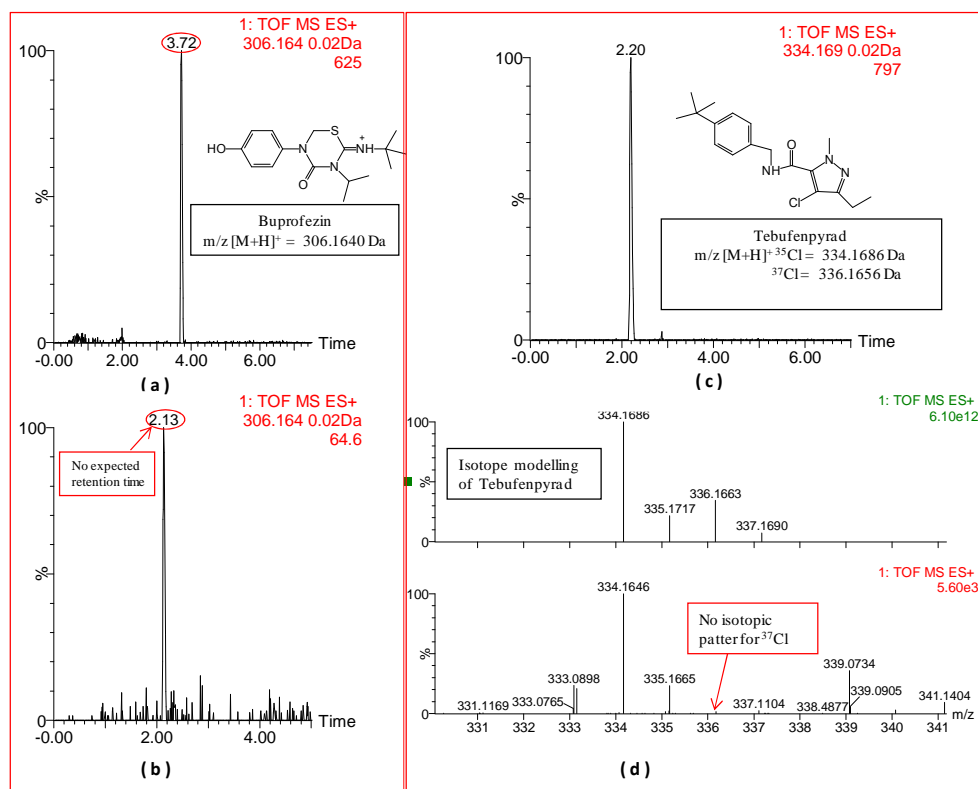 1: TOF MS ES+
306.164 0.02Da
625
3.72
100
%
0
-0.00 2.00 4.00 6.00
Time
HO
N
S
O
N
NH
+
Buprofezin
m/z [M+H]+ = 306.1640 Da
(a)
1: TOF MS ES+
306.164 0.02Da
64.6
2.13
100
No expected
retention time
%
0
-0.00 2.00 4.00
Time
(b)
1: TOF MS ES+
334.169 0.02Da
797
2.20
100
%
0
-0.00 2.00 4.00 6.00
Time
O
NH
N
N
Cl
Tebufenpyrad
m/z [M+H]+ 35Cl = 334.1686 Da
37Cl = 336.1656 Da
(c)
1: TOF MS ES+
6.10e12
334.1686
100
Isotope modelling
of Tebufenpyrad
%
336.1663
335.1717
337.1690
0
1: TOF MS ES+
5.60e3
334.1646
100
No isotopic
patter for 37Cl
%
333.0898
335.1665
339.0734
331.1169
333.0765
337.1104
338.4877
339.0905
341.1404
0
m/z
331 332 333 334 335 336 337 338 339 340 341
(d)